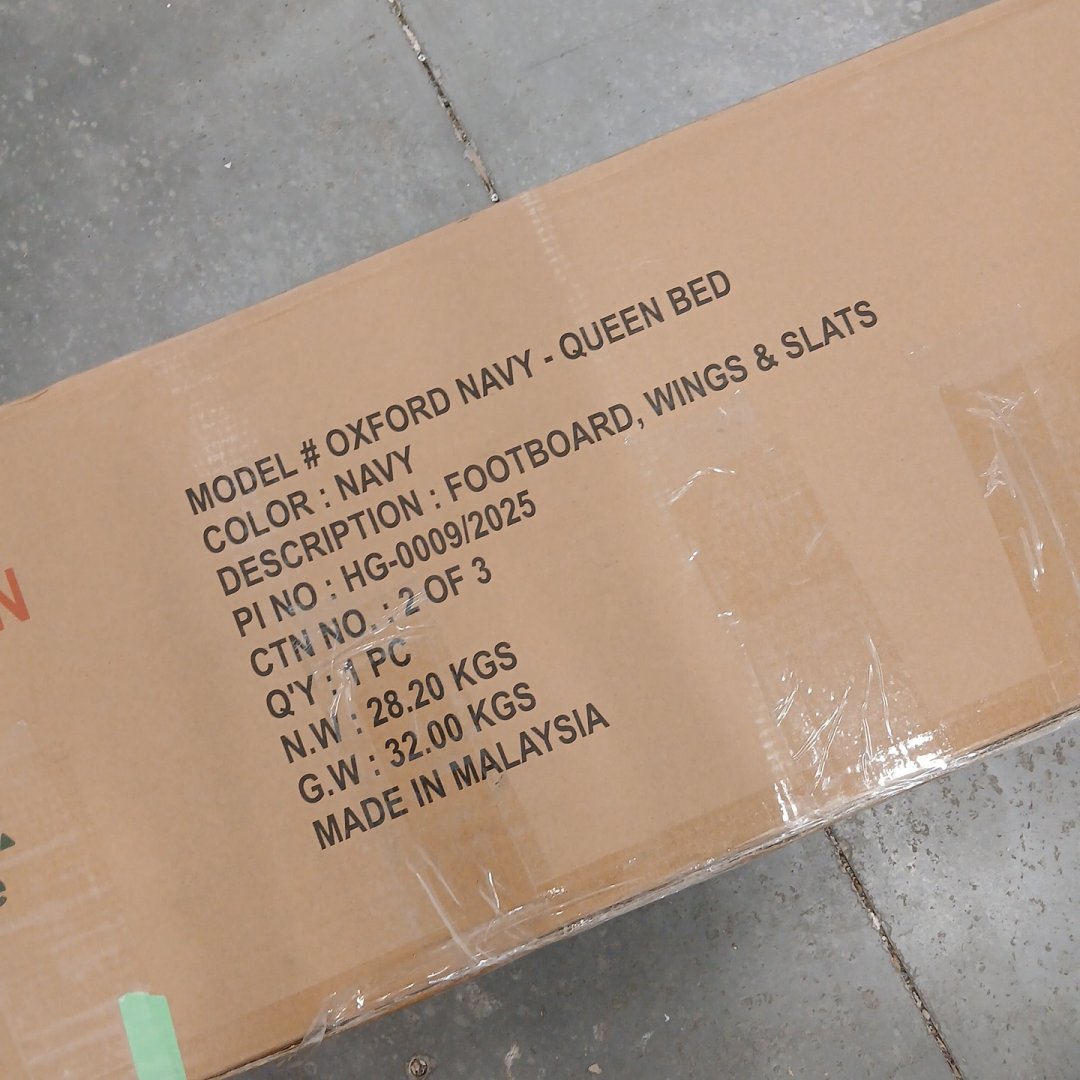 MODEL # OXFORD NAVY - QUEEN BED
COLOR : NAVY
DESCRIPTION : FOOTBOARD, WINGS & SLATS
PI NO : HG-0009/2025
CTN NO. : 2 OF 3
Q'Y : 1 PC
N.W : 28.20 KGS
G.W : 32.00 KGS
MADE IN MALAYSIA